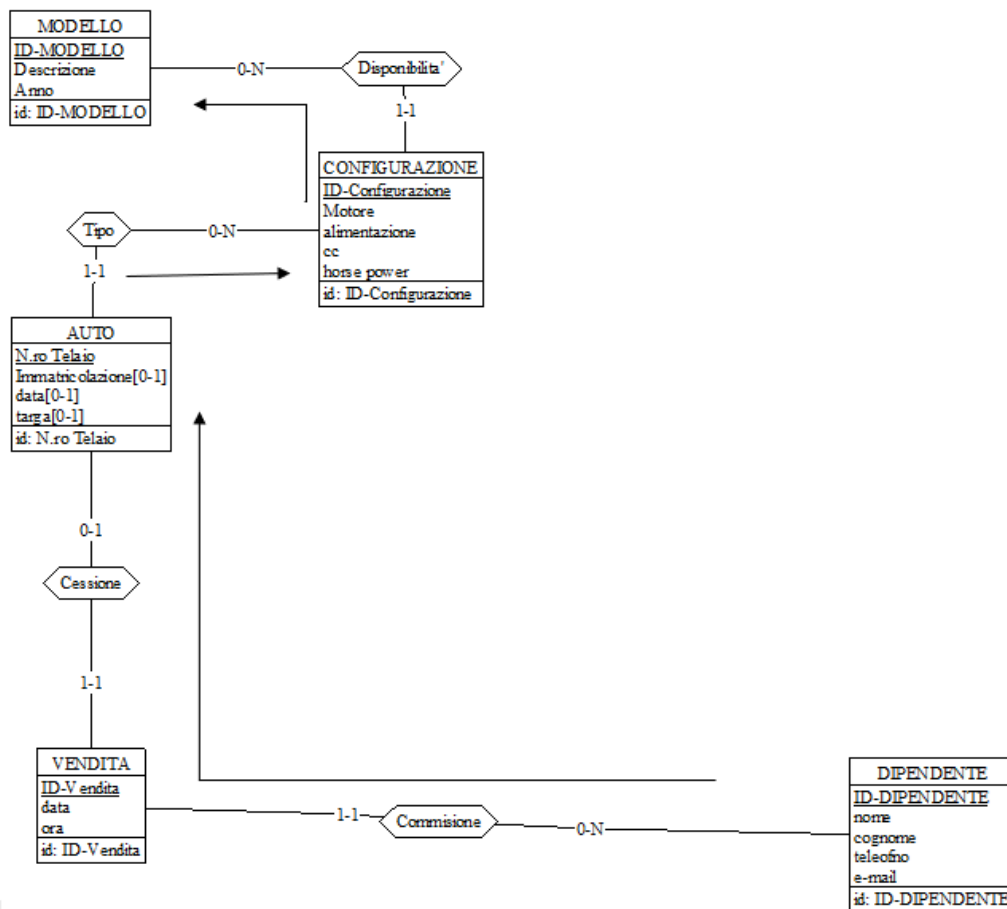 MODELLO
ID-MODELLO
Descrizione
Anno
id: ID-MODELLO
0-N
Disponibilita'
1-1
CONFIGURAZIONE
ID-Configurazione
Motore
alimentazione
cc
horse power
id: ID-Configurazione
Tipo
0-N
1-1
AUTO
N.ro Telaio
Immatricolazione[0-1]
data[0-1]
targa[0-1]
id: N.ro Telaio
0-1
Cessione
1-1
VENDITA
ID-Vendita
data
ora
id: ID-Vendita
1-1
Commisione
0-N
DIPENDENTE
ID-DIPENDENTE
nome
cognome
teleofno
e-mail
id: ID-DIPENDENTE